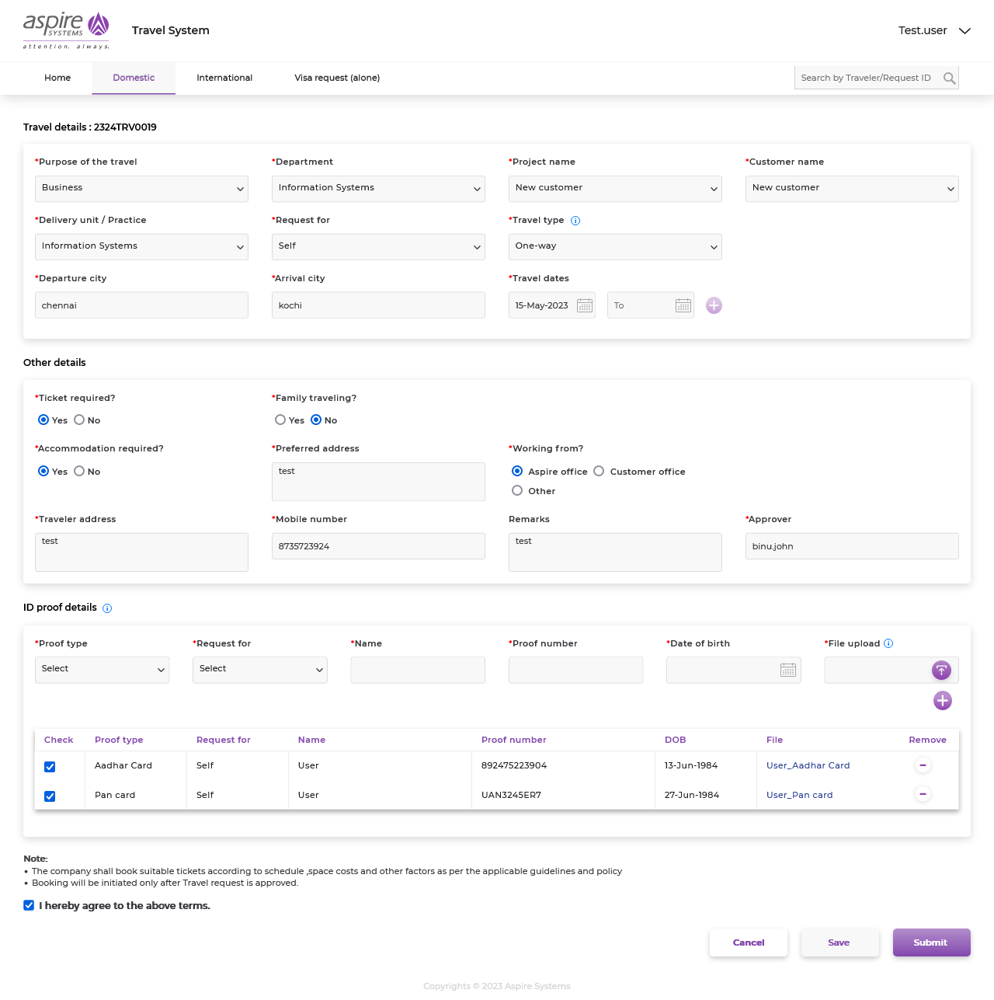 aspire
SYSTEMS
attention. always.
Travel System
Test.user
Home Domestic International Visa request (alone) Search by Traveler/Request ID
Travel details : 2324TRV0019
*Purpose of the travel *Department *Project name *Customer name
Business Information Systems New customer New customer
*Delivery unit / Practice *Request for *Travel type
Information Systems Self One-way
*Departure city *Arrival city *Travel dates
chennai kochi 15-May-2023 To
Other details
*Ticket required? *Family traveling?
Yes No Yes No
*Accommodation required? *Preferred address *Working from?
Yes No test Aspire office Customer office
Other
*Traveler address *Mobile number Remarks *Approver
test 8735723924 test binu.john
ID proof details
*Proof type *Request for *Name *Proof number *Date of birth *File upload
Select Select
Check Proof type Request for Name Proof number DOB File Remove
Aadhar Card Self User 892475223904 13-Jun-1984 User_Aadhar Card
Pan card Self User UAN3245ER7 27-Jun-1984 User_Pan card
Note:
• The company shall book suitable tickets according to schedule ,space costs and other factors as per the applicable guidelines and policy
• Booking will be initiated only after Travel request is approved.
I hereby agree to the above terms.
Cancel Save Submit
Copyrights © 2023 Aspire Systems